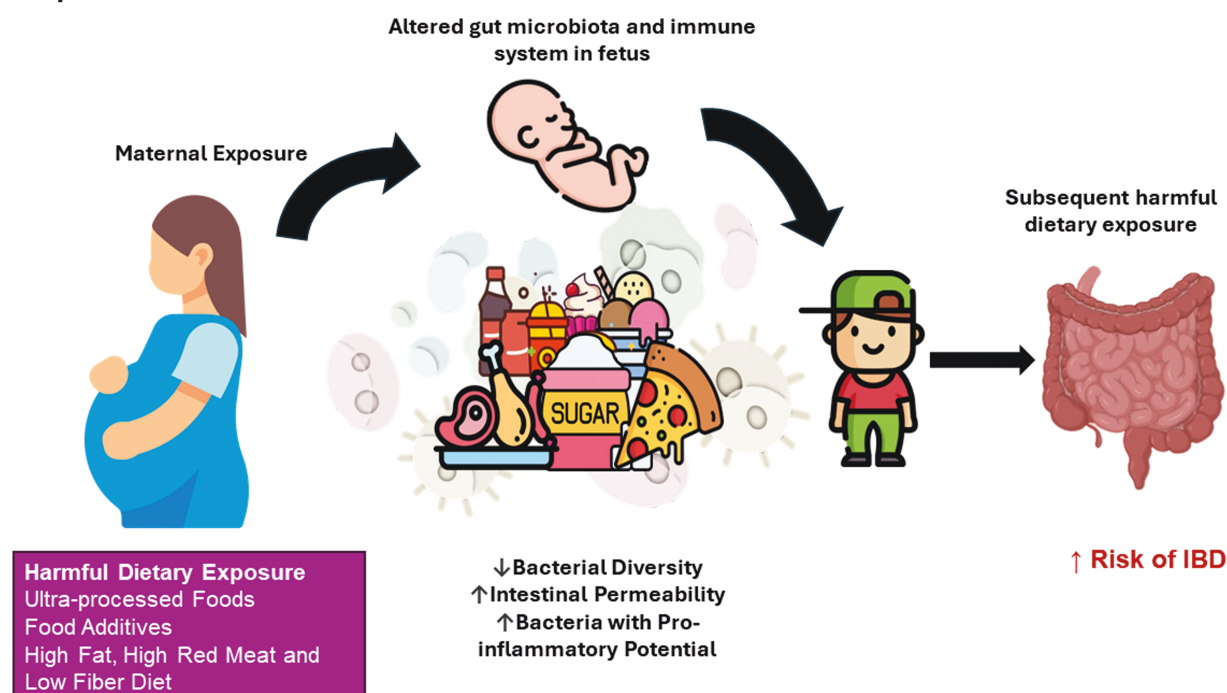 Altered gut microbiota and immune
system in fetus
Maternal Exposure
Subsequent harmful
dietary exposure
SUGAR
Harmful Dietary Exposure
Ultra-processed Foods
Food Additives
High Fat, High Red Meat and
Low Fiber Diet
↓Bacterial Diversity
↑Intestinal Permeability
↑Bacteria with Pro-
inflammatory Potential
↑ Risk of IBD